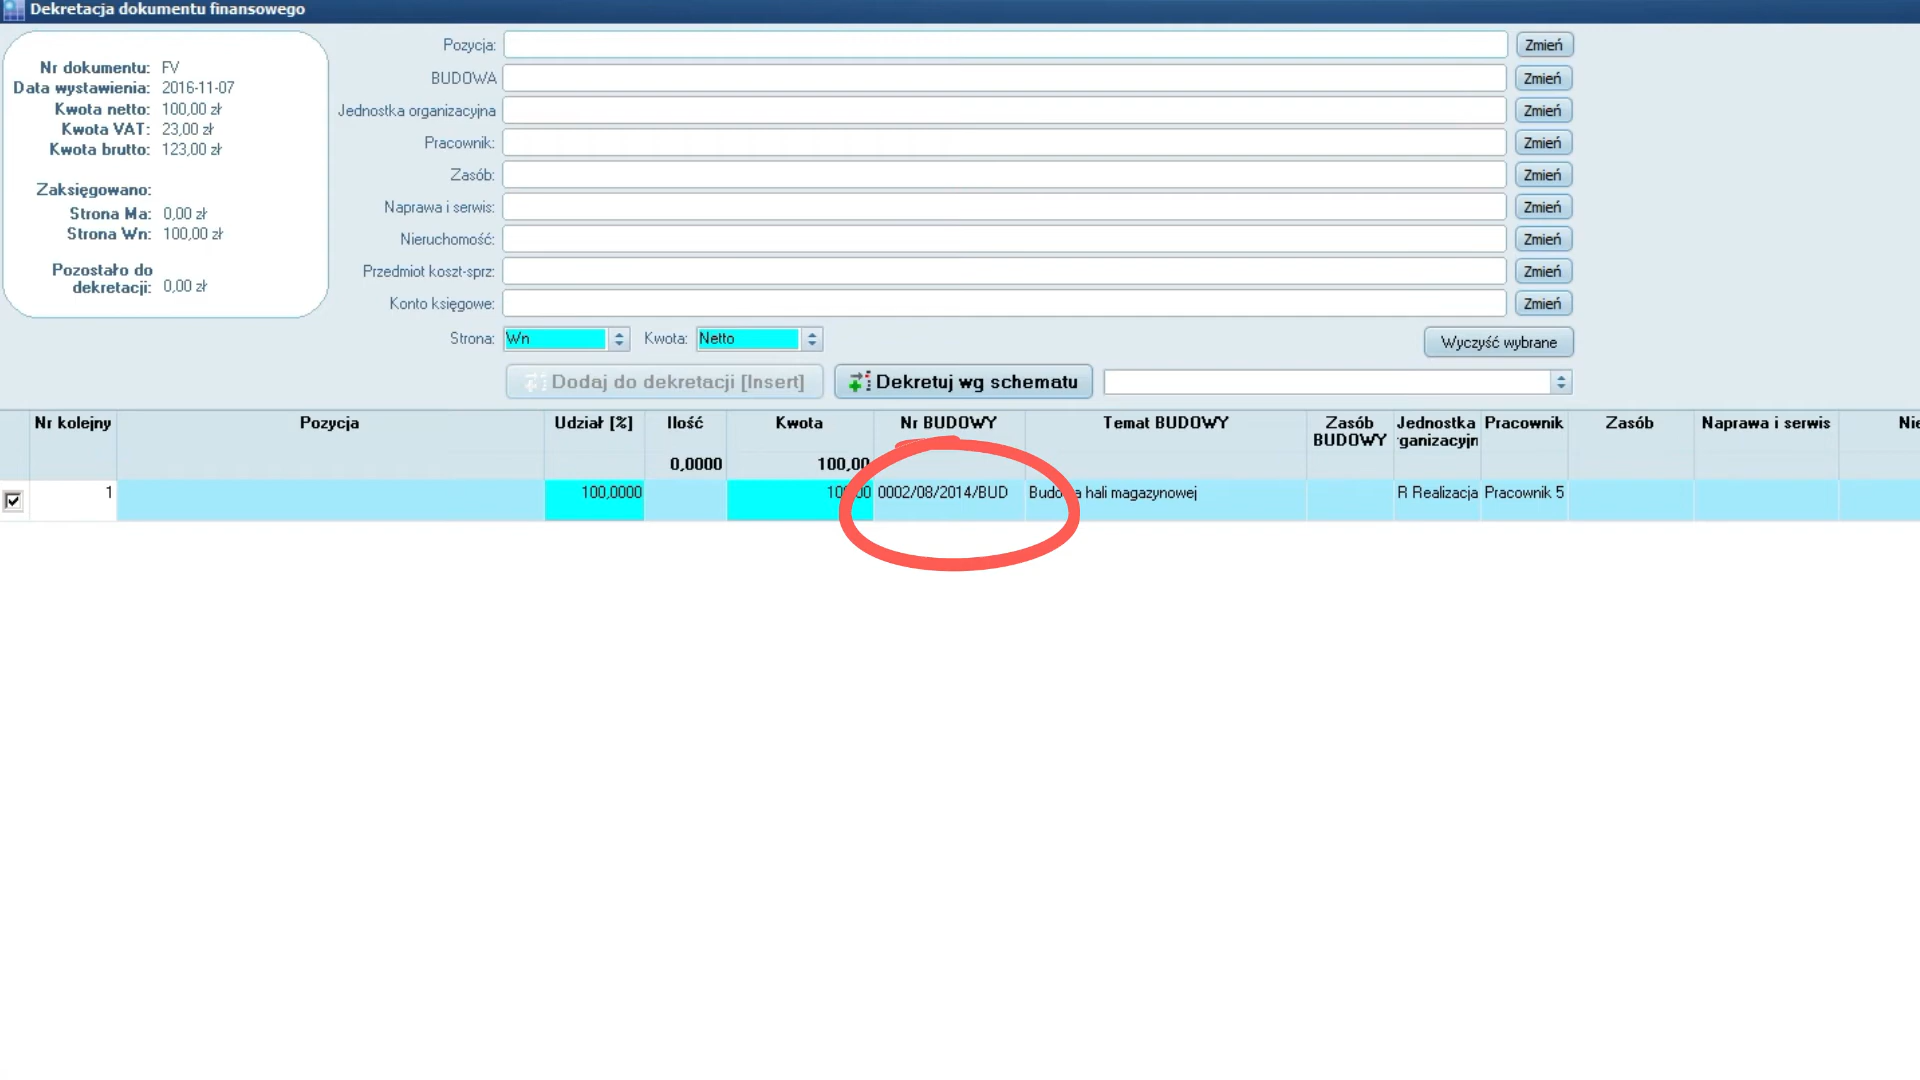 Dekretacja dokumentu finansowego
Nr dokumentu: FV
Data wystawienia: 2016-11-07
Kwota netto: 100,00 zł
Kwota VAT: 23,00 zł
Kwota brutto: 123,00 zł
Zaksięgowano:
Strona Ma: 0,00 zł
Strona Wn: 100,00 zł
Pozostało do
dekretacji: 0,00 zł
Pozycja: Zmień
BUDOWA Zmień
Jednostka organizacyjna Zmień
Pracownik: Zmień
Zasób: Zmień
Naprawa i serwis: Zmień
Nieruchomość: Zmień
Przedmiot koszt-sprz: Zmień
Konto księgowe: Zmień
Strona: Wn Kwota: Netto Wyczyść wybrane
Dodaj do dekretacji [Insert] Dekretuj wg schematu
Nr kolejny Pozycja Udział [%] Ilość Kwota Nr BUDOWY Temat BUDOWY Zasób Jednostka Pracownik Zasób Naprawa i serwis Nie
BUDOWY rganizacyjn
0,0000 100,00
1 100,0000 100,00 0002/08/2014/BUD Budowa hali magazynowej R Realizacja Pracownik 5